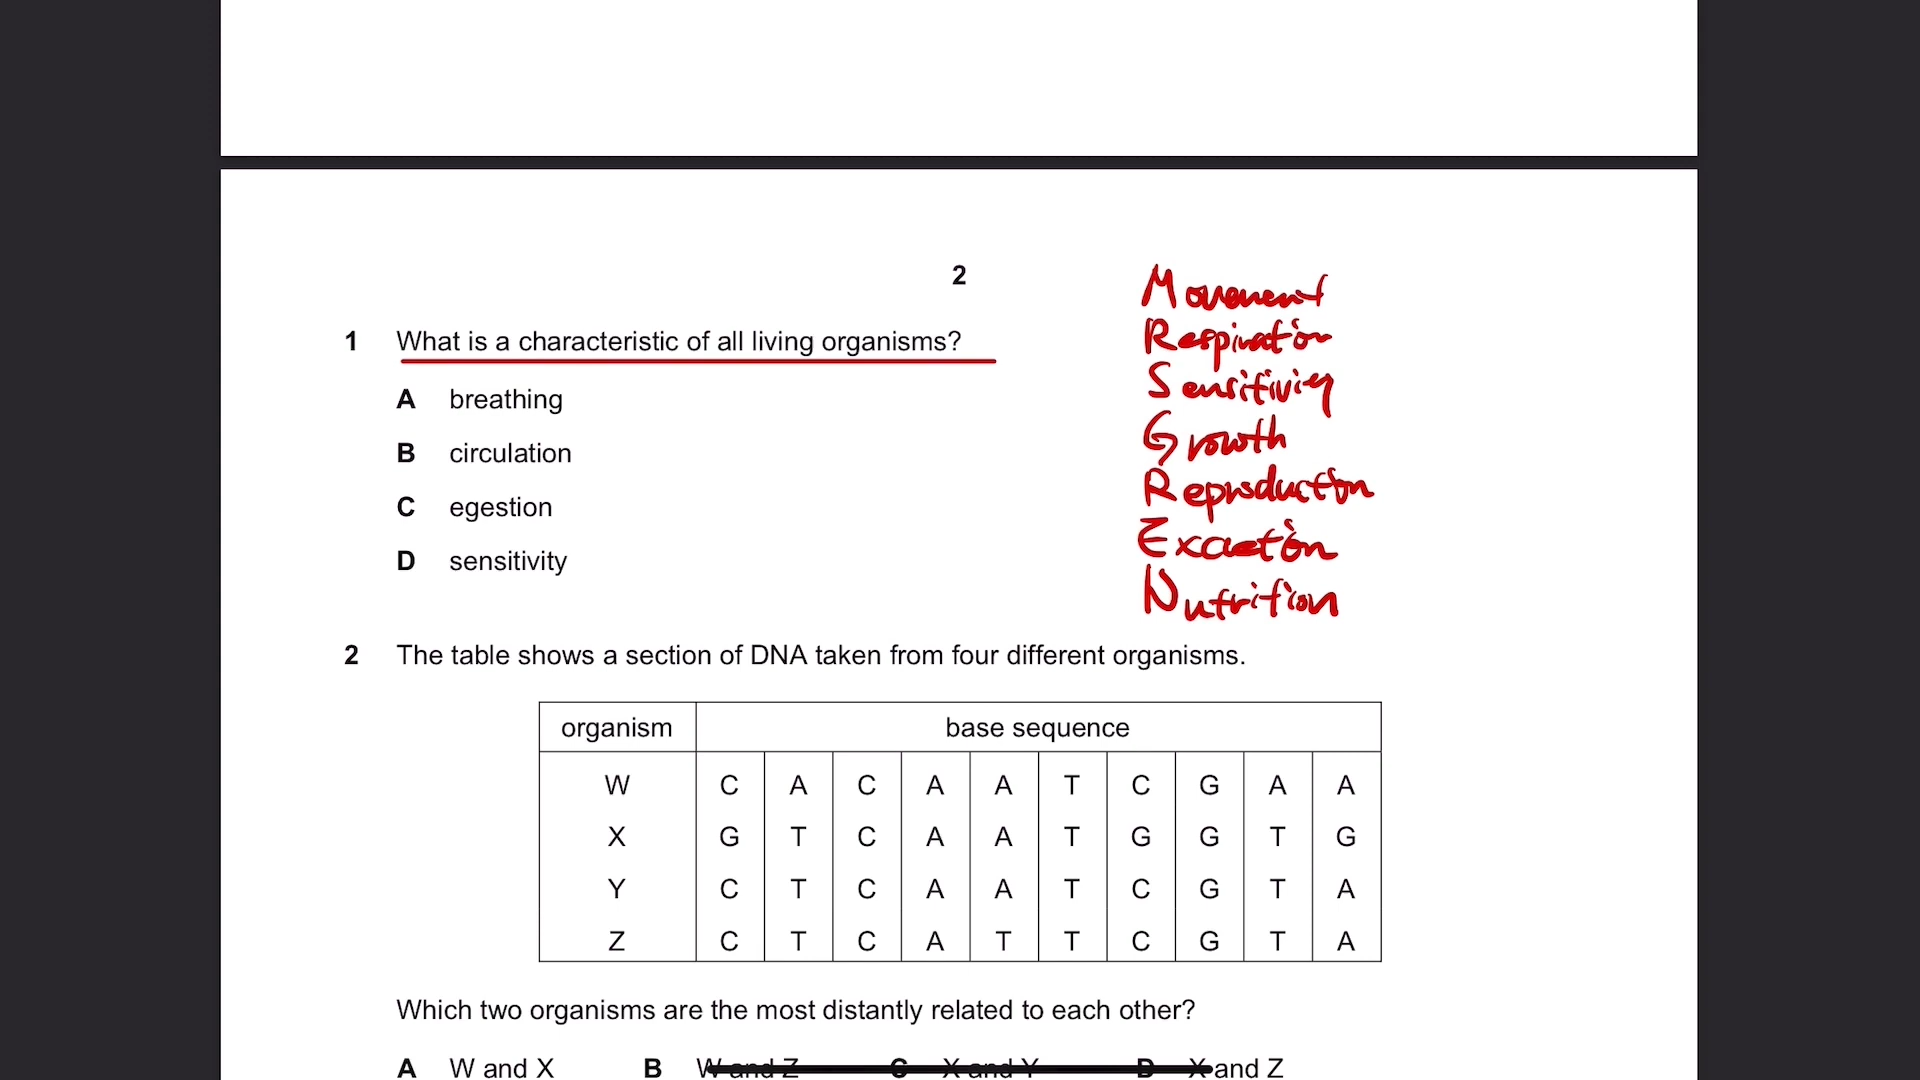 2
Movement
Respiration
Sensitivity
Growth
Reproduction
Excretion
Nutrition
1 What is a characteristic of all living organisms?
A breathing
B circulation
C egestion
D sensitivity
2 The table shows a section of DNA taken from four different organisms.
organism base sequence
W C A C A A T C G A A
X G T C A A T G G T G
Y C T C A A T C G T A
Z C T C A T T C G T A
Which two organisms are the most distantly related to each other?
A W and X B W and Z C X and Y D X and Z